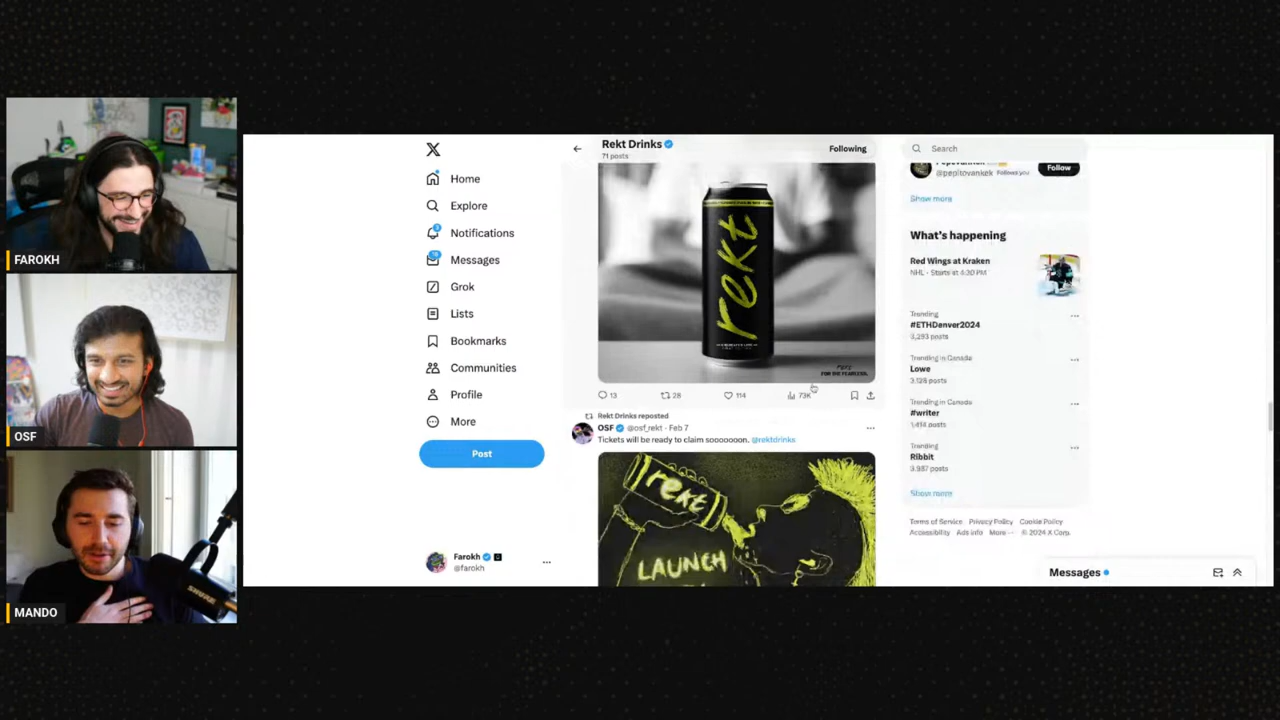 FAROKH
OSF
MANDO
Home
Explore
Notifications
Messages
Grok
Lists
Bookmarks
Communities
Profile
More
Post
Farokh
@farokh
Rekt Drinks
71 posts
Following
rekt
FOR THE FEARCOOL
13
28
114
73K
Rekt Drinks reposted
OSF @osf_rekt · Feb 7
Tickets will be ready to claim sooooooon. @rektdrinks
rekt
LAUNCH
Search
@pepitovankek Follows you
Follow
Show more
What's happening
Red Wings at Kraken
NHL · Starts at 4:30 PM
Trending
#ETHDenver2024
3,293 posts
Trending in Canada
Lowe
3,128 posts
Trending in Canada
#writer
1,414 posts
Trending
Ribbit
3,987 posts
Show more
Terms of Service Privacy Policy Cookie Policy
Accessibility Ads info More ··· © 2024 X Corp.
Messages
SHURE